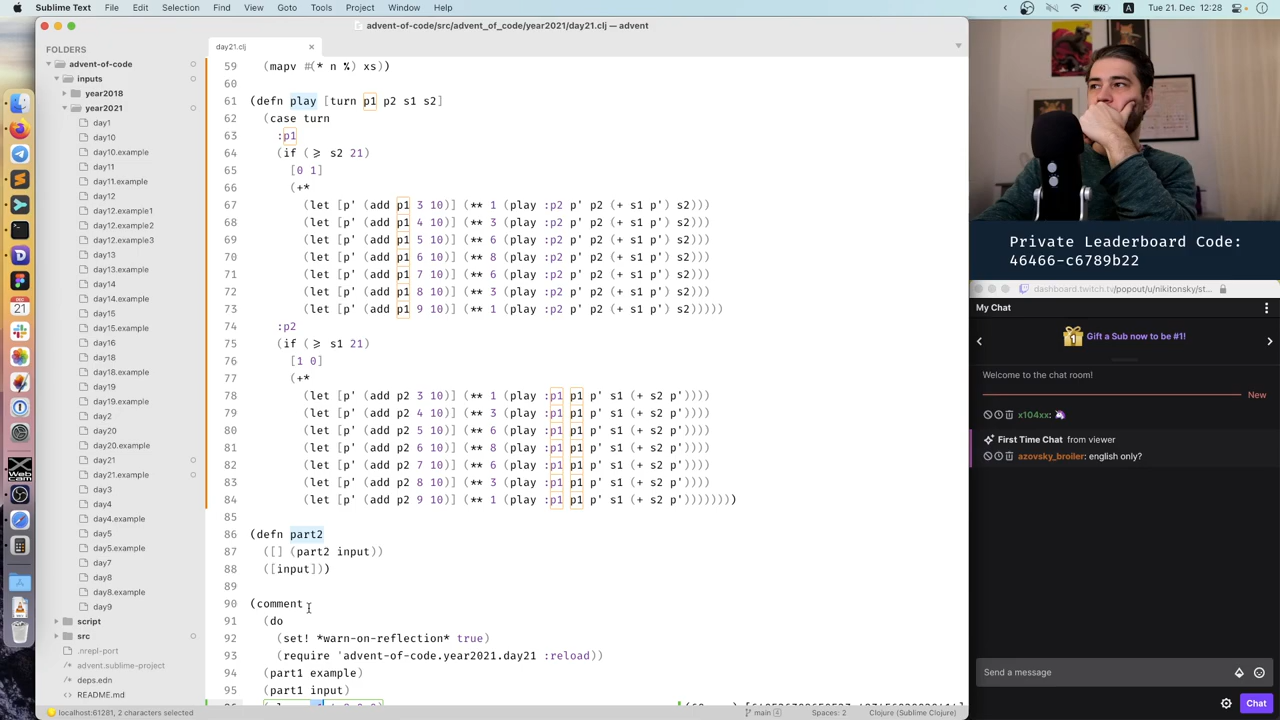 Sublime Text File Edit Selection Find View Goto Tools Project Window Help
Tue 21. Dec 12:28
advent-of-code/src/advent_of_code/year2021/day21.clj — advent
FOLDERS
advent-of-code
inputs
year2018
year2021
day1
day10
day10.example
day11
day11.example
day12
day12.example1
day12.example2
day12.example3
day13
day13.example
day14
day14.example
day15
day15.example
day16
day18
day18.example
day19
day19.example
day2
day20
day20.example
day21
day21.example
day3
day4
day4.example
day5
day5.example
day7
day8
day8.example
day9
script
src
.nrepl-port
advent.sublime-project
deps.edn
README.md
day21.clj
59 (mapv #(* n %) xs))
60
61 (defn play [turn p1 p2 s1 s2]
62 (case turn
63 :p1
64 (if (≥ s2 21)
65 [0 1]
66 (+*
67 (let [p' (add p1 3 10)] (** 1 (play :p2 p' p2 (+ s1 p') s2)))
68 (let [p' (add p1 4 10)] (** 3 (play :p2 p' p2 (+ s1 p') s2)))
69 (let [p' (add p1 5 10)] (** 6 (play :p2 p' p2 (+ s1 p') s2)))
70 (let [p' (add p1 6 10)] (** 8 (play :p2 p' p2 (+ s1 p') s2)))
71 (let [p' (add p1 7 10)] (** 6 (play :p2 p' p2 (+ s1 p') s2)))
72 (let [p' (add p1 8 10)] (** 3 (play :p2 p' p2 (+ s1 p') s2)))
73 (let [p' (add p1 9 10)] (** 1 (play :p2 p' p2 (+ s1 p') s2)))))
74 :p2
75 (if (≥ s1 21)
76 [1 0]
77 (+*
78 (let [p' (add p2 3 10)] (** 1 (play :p1 p1 p' s1 (+ s2 p'))))
79 (let [p' (add p2 4 10)] (** 3 (play :p1 p1 p' s1 (+ s2 p'))))
80 (let [p' (add p2 5 10)] (** 6 (play :p1 p1 p' s1 (+ s2 p'))))
81 (let [p' (add p2 6 10)] (** 8 (play :p1 p1 p' s1 (+ s2 p'))))
82 (let [p' (add p2 7 10)] (** 6 (play :p1 p1 p' s1 (+ s2 p'))))
83 (let [p' (add p2 8 10)] (** 3 (play :p1 p1 p' s1 (+ s2 p'))))
84 (let [p' (add p2 9 10)] (** 1 (play :p1 p1 p' s1 (+ s2 p'))))))))
85
86 (defn part2
87 ([] (part2 input))
88 ([input]))
89
90 (comment
91 (do
92 (set! *warn-on-reflection* true)
93 (require 'advent-of-code.year2021.day21 :reload))
94 (part1 example)
95 (part1 input)
localhost:61281, 2 characters selected
main
Spaces: 2
Clojure (Sublime Clojure)
Private Leaderboard Code:
46466-c6789b22
dashboard.twitch.tv/popout/u/nikitonsky/st...
My Chat
Gift a Sub now to be #1!
Welcome to the chat room!
New
x104xx:
First Time Chat from viewer
azovsky_broiler: english only?
Send a message
Chat